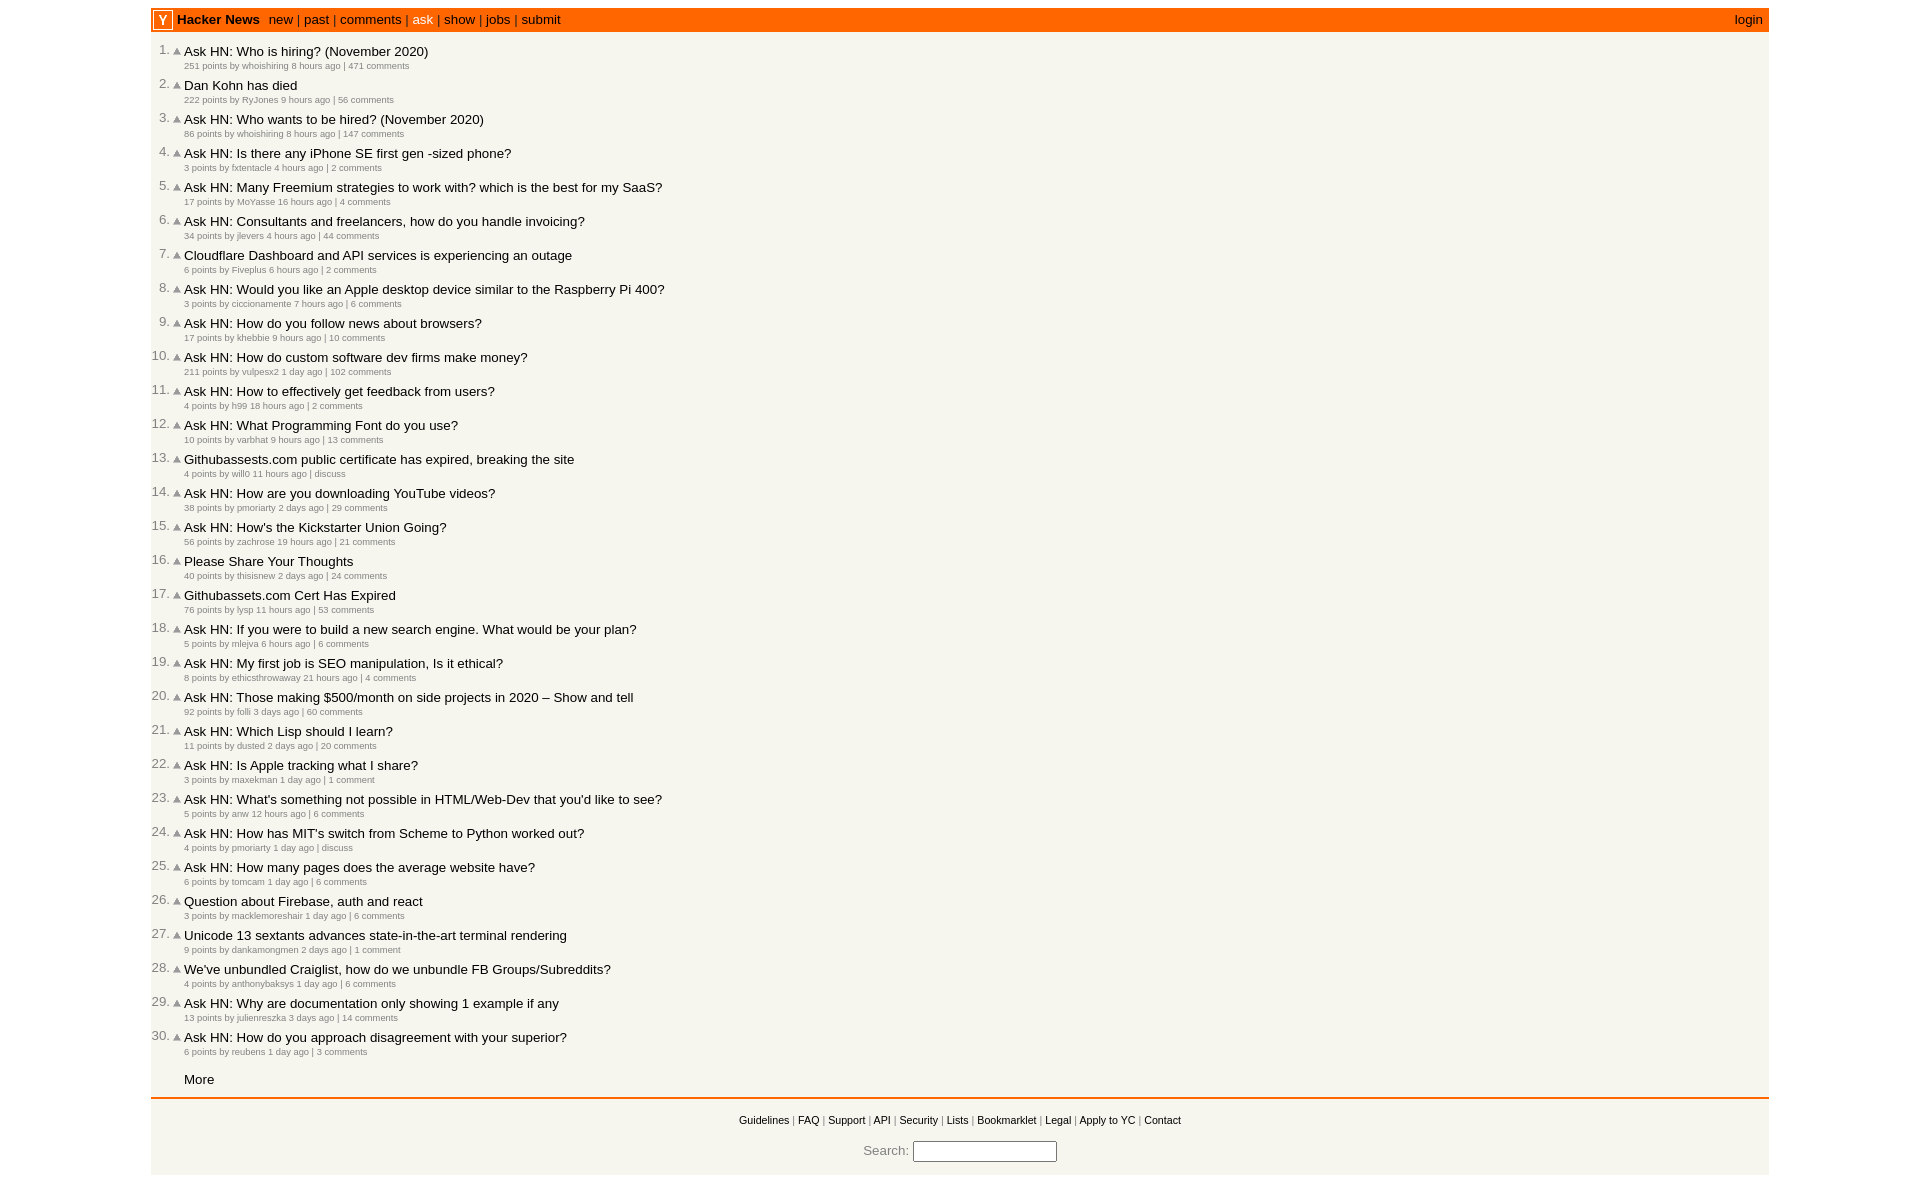 Y Hacker News new | past | comments | ask | show | jobs | submit login
1. Ask HN: Who is hiring? (November 2020)
251 points by whoishiring 8 hours ago | 471 comments
2. Dan Kohn has died
222 points by RyJones 9 hours ago | 56 comments
3. Ask HN: Who wants to be hired? (November 2020)
86 points by whoishiring 8 hours ago | 147 comments
4. Ask HN: Is there any iPhone SE first gen -sized phone?
3 points by fxtentacle 4 hours ago | 2 comments
5. Ask HN: Many Freemium strategies to work with? which is the best for my SaaS?
17 points by MoYasse 16 hours ago | 4 comments
6. Ask HN: Consultants and freelancers, how do you handle invoicing?
34 points by jlevers 4 hours ago | 44 comments
7. Cloudflare Dashboard and API services is experiencing an outage
6 points by Fiveplus 6 hours ago | 2 comments
8. Ask HN: Would you like an Apple desktop device similar to the Raspberry Pi 400?
3 points by ciccionamente 7 hours ago | 6 comments
9. Ask HN: How do you follow news about browsers?
17 points by khebbie 9 hours ago | 10 comments
10. Ask HN: How do custom software dev firms make money?
211 points by vulpesx2 1 day ago | 102 comments
11. Ask HN: How to effectively get feedback from users?
4 points by h99 18 hours ago | 2 comments
12. Ask HN: What Programming Font do you use?
10 points by varbhat 9 hours ago | 13 comments
13. Githubassests.com public certificate has expired, breaking the site
4 points by will0 11 hours ago | discuss
14. Ask HN: How are you downloading YouTube videos?
38 points by pmoriarty 2 days ago | 29 comments
15. Ask HN: How's the Kickstarter Union Going?
56 points by zachrose 19 hours ago | 21 comments
16. Please Share Your Thoughts
40 points by thisisnew 2 days ago | 24 comments
17. Githubassets.com Cert Has Expired
76 points by lysp 11 hours ago | 53 comments
18. Ask HN: If you were to build a new search engine. What would be your plan?
5 points by mlejva 6 hours ago | 6 comments
19. Ask HN: My first job is SEO manipulation, Is it ethical?
8 points by ethicsthrowaway 21 hours ago | 4 comments
20. Ask HN: Those making $500/month on side projects in 2020 – Show and tell
92 points by folli 3 days ago | 60 comments
21. Ask HN: Which Lisp should I learn?
11 points by dusted 2 days ago | 20 comments
22. Ask HN: Is Apple tracking what I share?
3 points by maxekman 1 day ago | 1 comment
23. Ask HN: What's something not possible in HTML/Web-Dev that you'd like to see?
5 points by anw 12 hours ago | 6 comments
24. Ask HN: How has MIT's switch from Scheme to Python worked out?
4 points by pmoriarty 1 day ago | discuss
25. Ask HN: How many pages does the average website have?
6 points by tomcam 1 day ago | 6 comments
26. Question about Firebase, auth and react
3 points by macklemoreshair 1 day ago | 6 comments
27. Unicode 13 sextants advances state-in-the-art terminal rendering
9 points by dankamongmen 2 days ago | 1 comment
28. We've unbundled Craiglist, how do we unbundle FB Groups/Subreddits?
4 points by anthonybaksys 1 day ago | 6 comments
29. Ask HN: Why are documentation only showing 1 example if any
13 points by julienreszka 3 days ago | 14 comments
30. Ask HN: How do you approach disagreement with your superior?
6 points by reubens 1 day ago | 3 comments
More
Guidelines | FAQ | Support | API | Security | Lists | Bookmarklet | Legal | Apply to YC | Contact
Search: